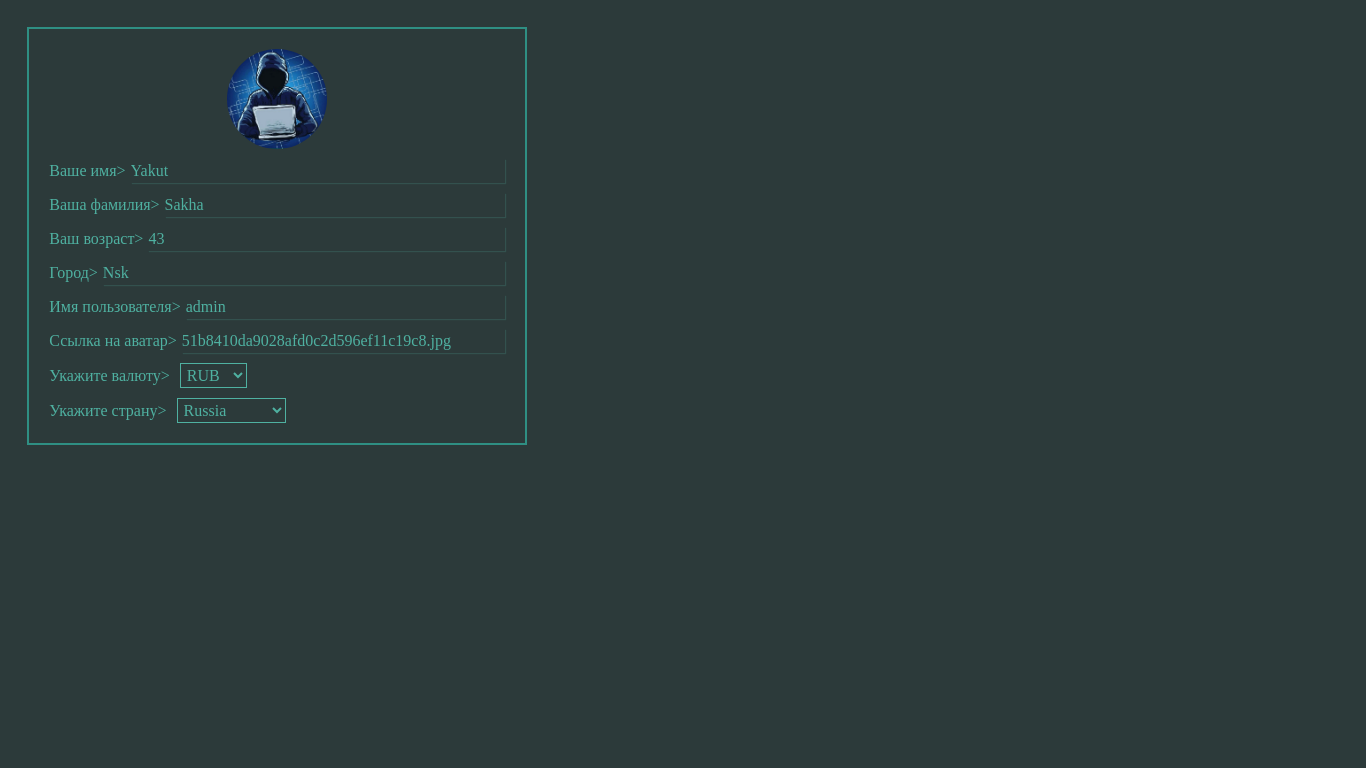 Ваше имя> Yakut
Ваша фамилия> Sakha
Ваш возраст> 43
Город> Nsk
Имя пользователя> admin
Ссылка на аватар> 51b8410da9028afd0c2d596ef11c19c8.jpg
Укажите валюту> RUB
Укажите страну> Russia